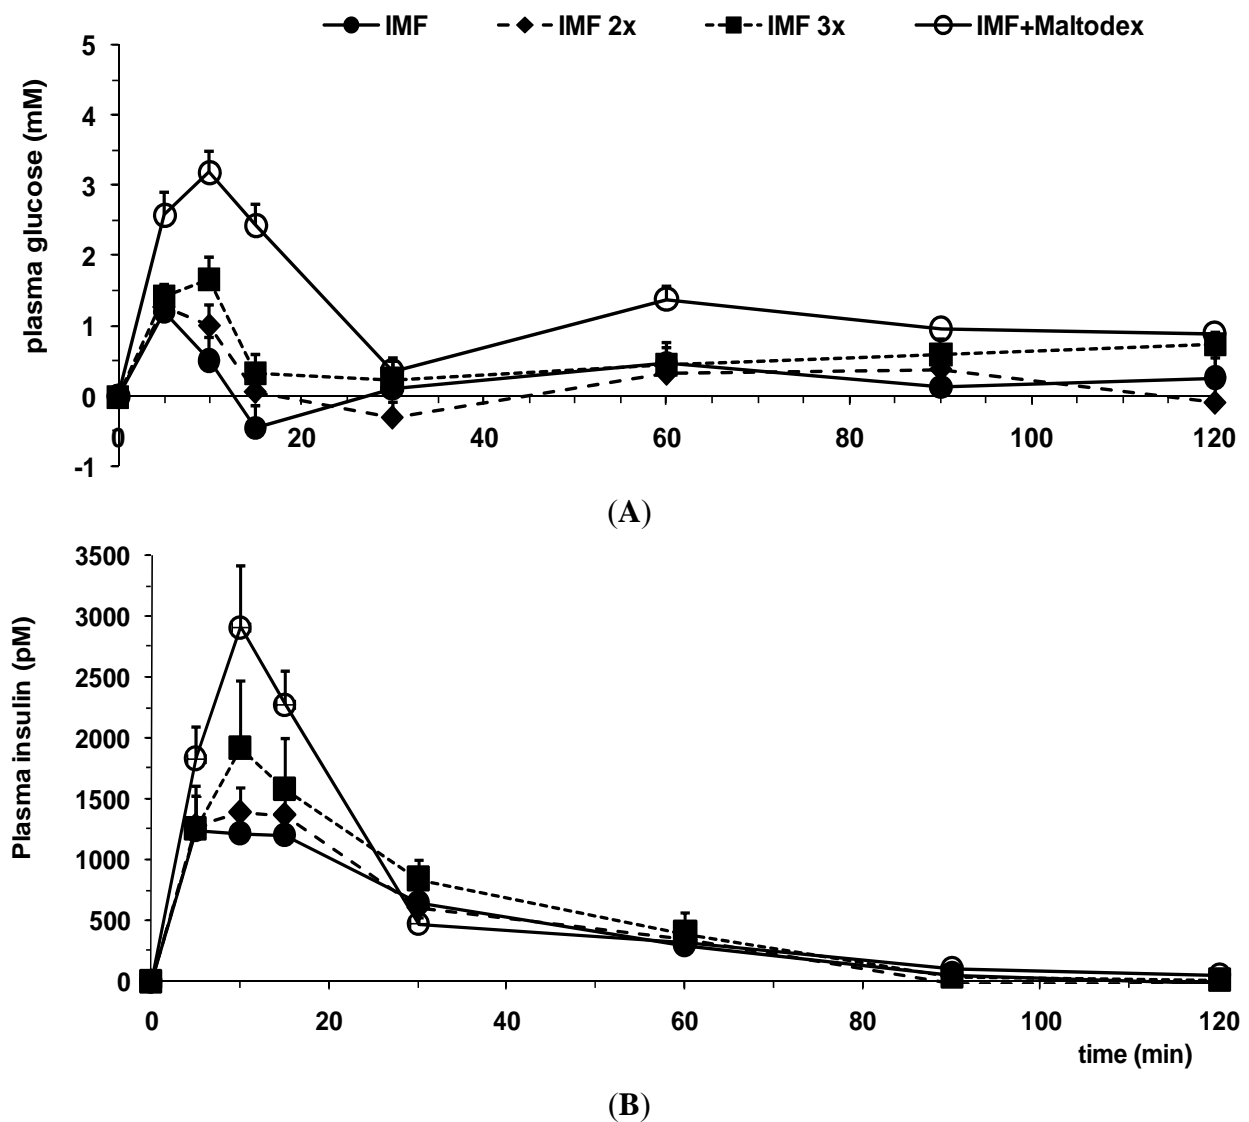 IMF IMF 2x IMF 3x IMF+Maltodex
plasma glucose (mM)
5
4
3
2
1
0
-1
0 20 40 60 80 100 120
(A)
Plasma insulin (pM)
3500
3000
2500
2000
1500
1000
500
0
0 20 40 60 80 100 120
time (min)
(B)